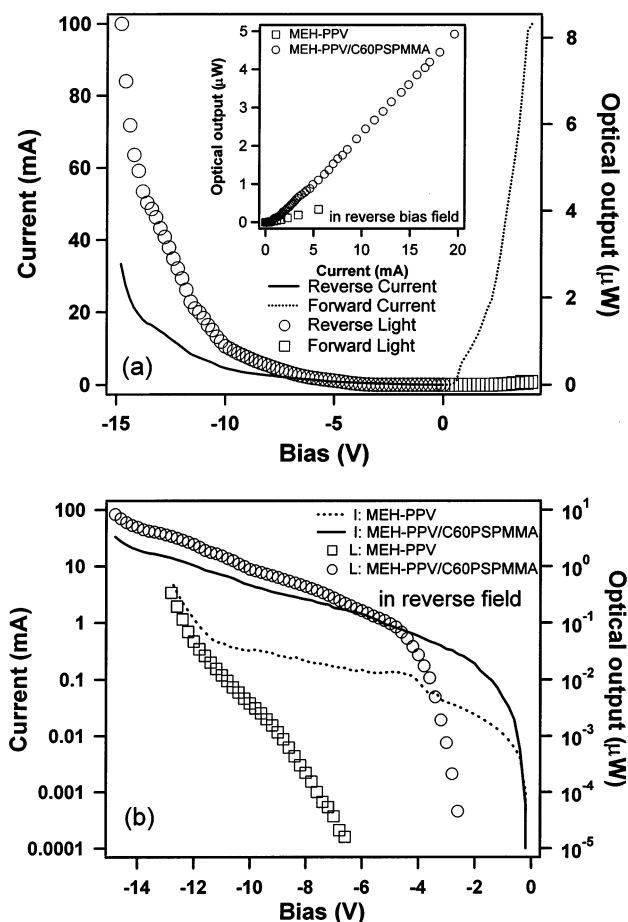 100
80
60
40
20
0
Current (mA)
8
6
4
2
0
Optical output (μW)
-15
-10
-5
0
Bias (V)
(a)
□ MEH-PPV
○ MEH-PPV/C60PSPMMA
Optical output (μW)
5
4
3
2
1
0
in reverse bias field
0
5
10
15
20
Current (mA)
Reverse Current
Forward Current
Reverse Light
Forward Light
100
10
1
0.1
0.01
0.001
0.0001
Current (mA)
I: MEH-PPV
I: MEH-PPV/C60PSPMMA
L: MEH-PPV
L: MEH-PPV/C60PSPMMA
in reverse field
(b)
10¹
10⁰
10⁻¹
10⁻²
10⁻³
10⁻⁴
10⁻⁵
Optical output (μW)
-14
-12
-10
-8
-6
-4
-2
0
Bias (V)